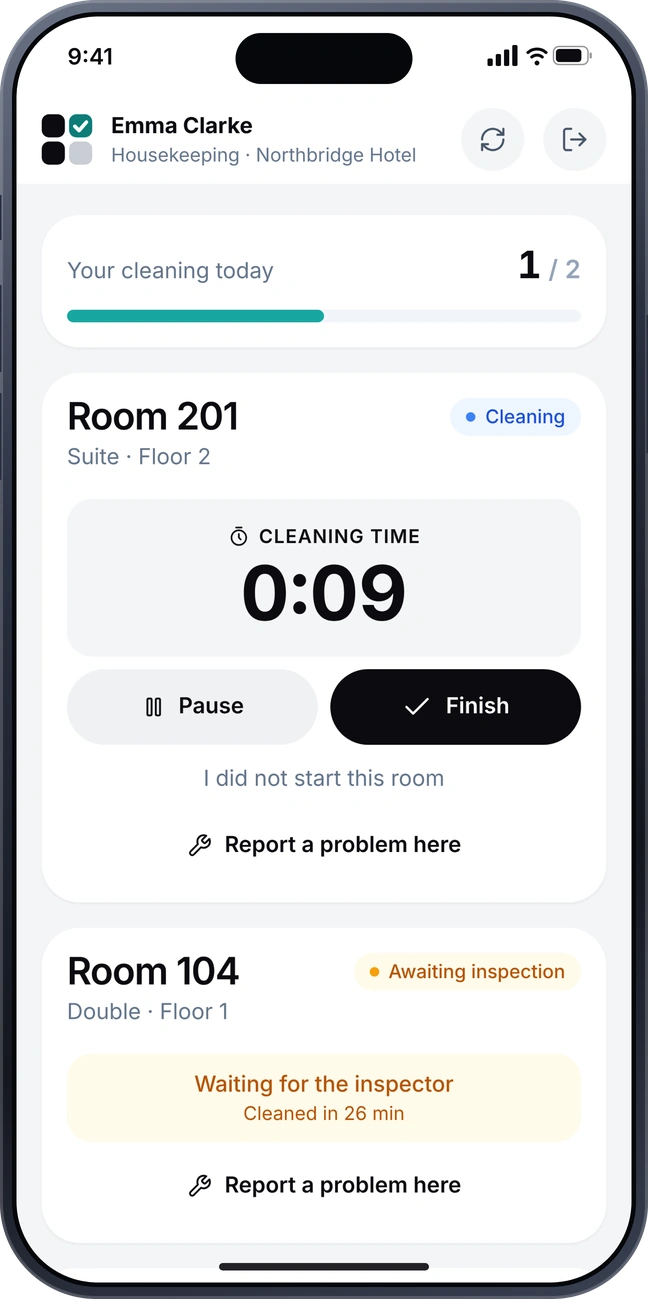 9:41
Emma Clarke
Housekeeping · Northbridge Hotel
Your cleaning today
1 / 2
Room 201
Cleaning
Suite · Floor 2
CLEANING TIME
0:09
Pause
Finish
I did not start this room
Report a problem here
Room 104
Awaiting inspection
Double · Floor 1
Waiting for the inspector
Cleaned in 26 min
Report a problem here